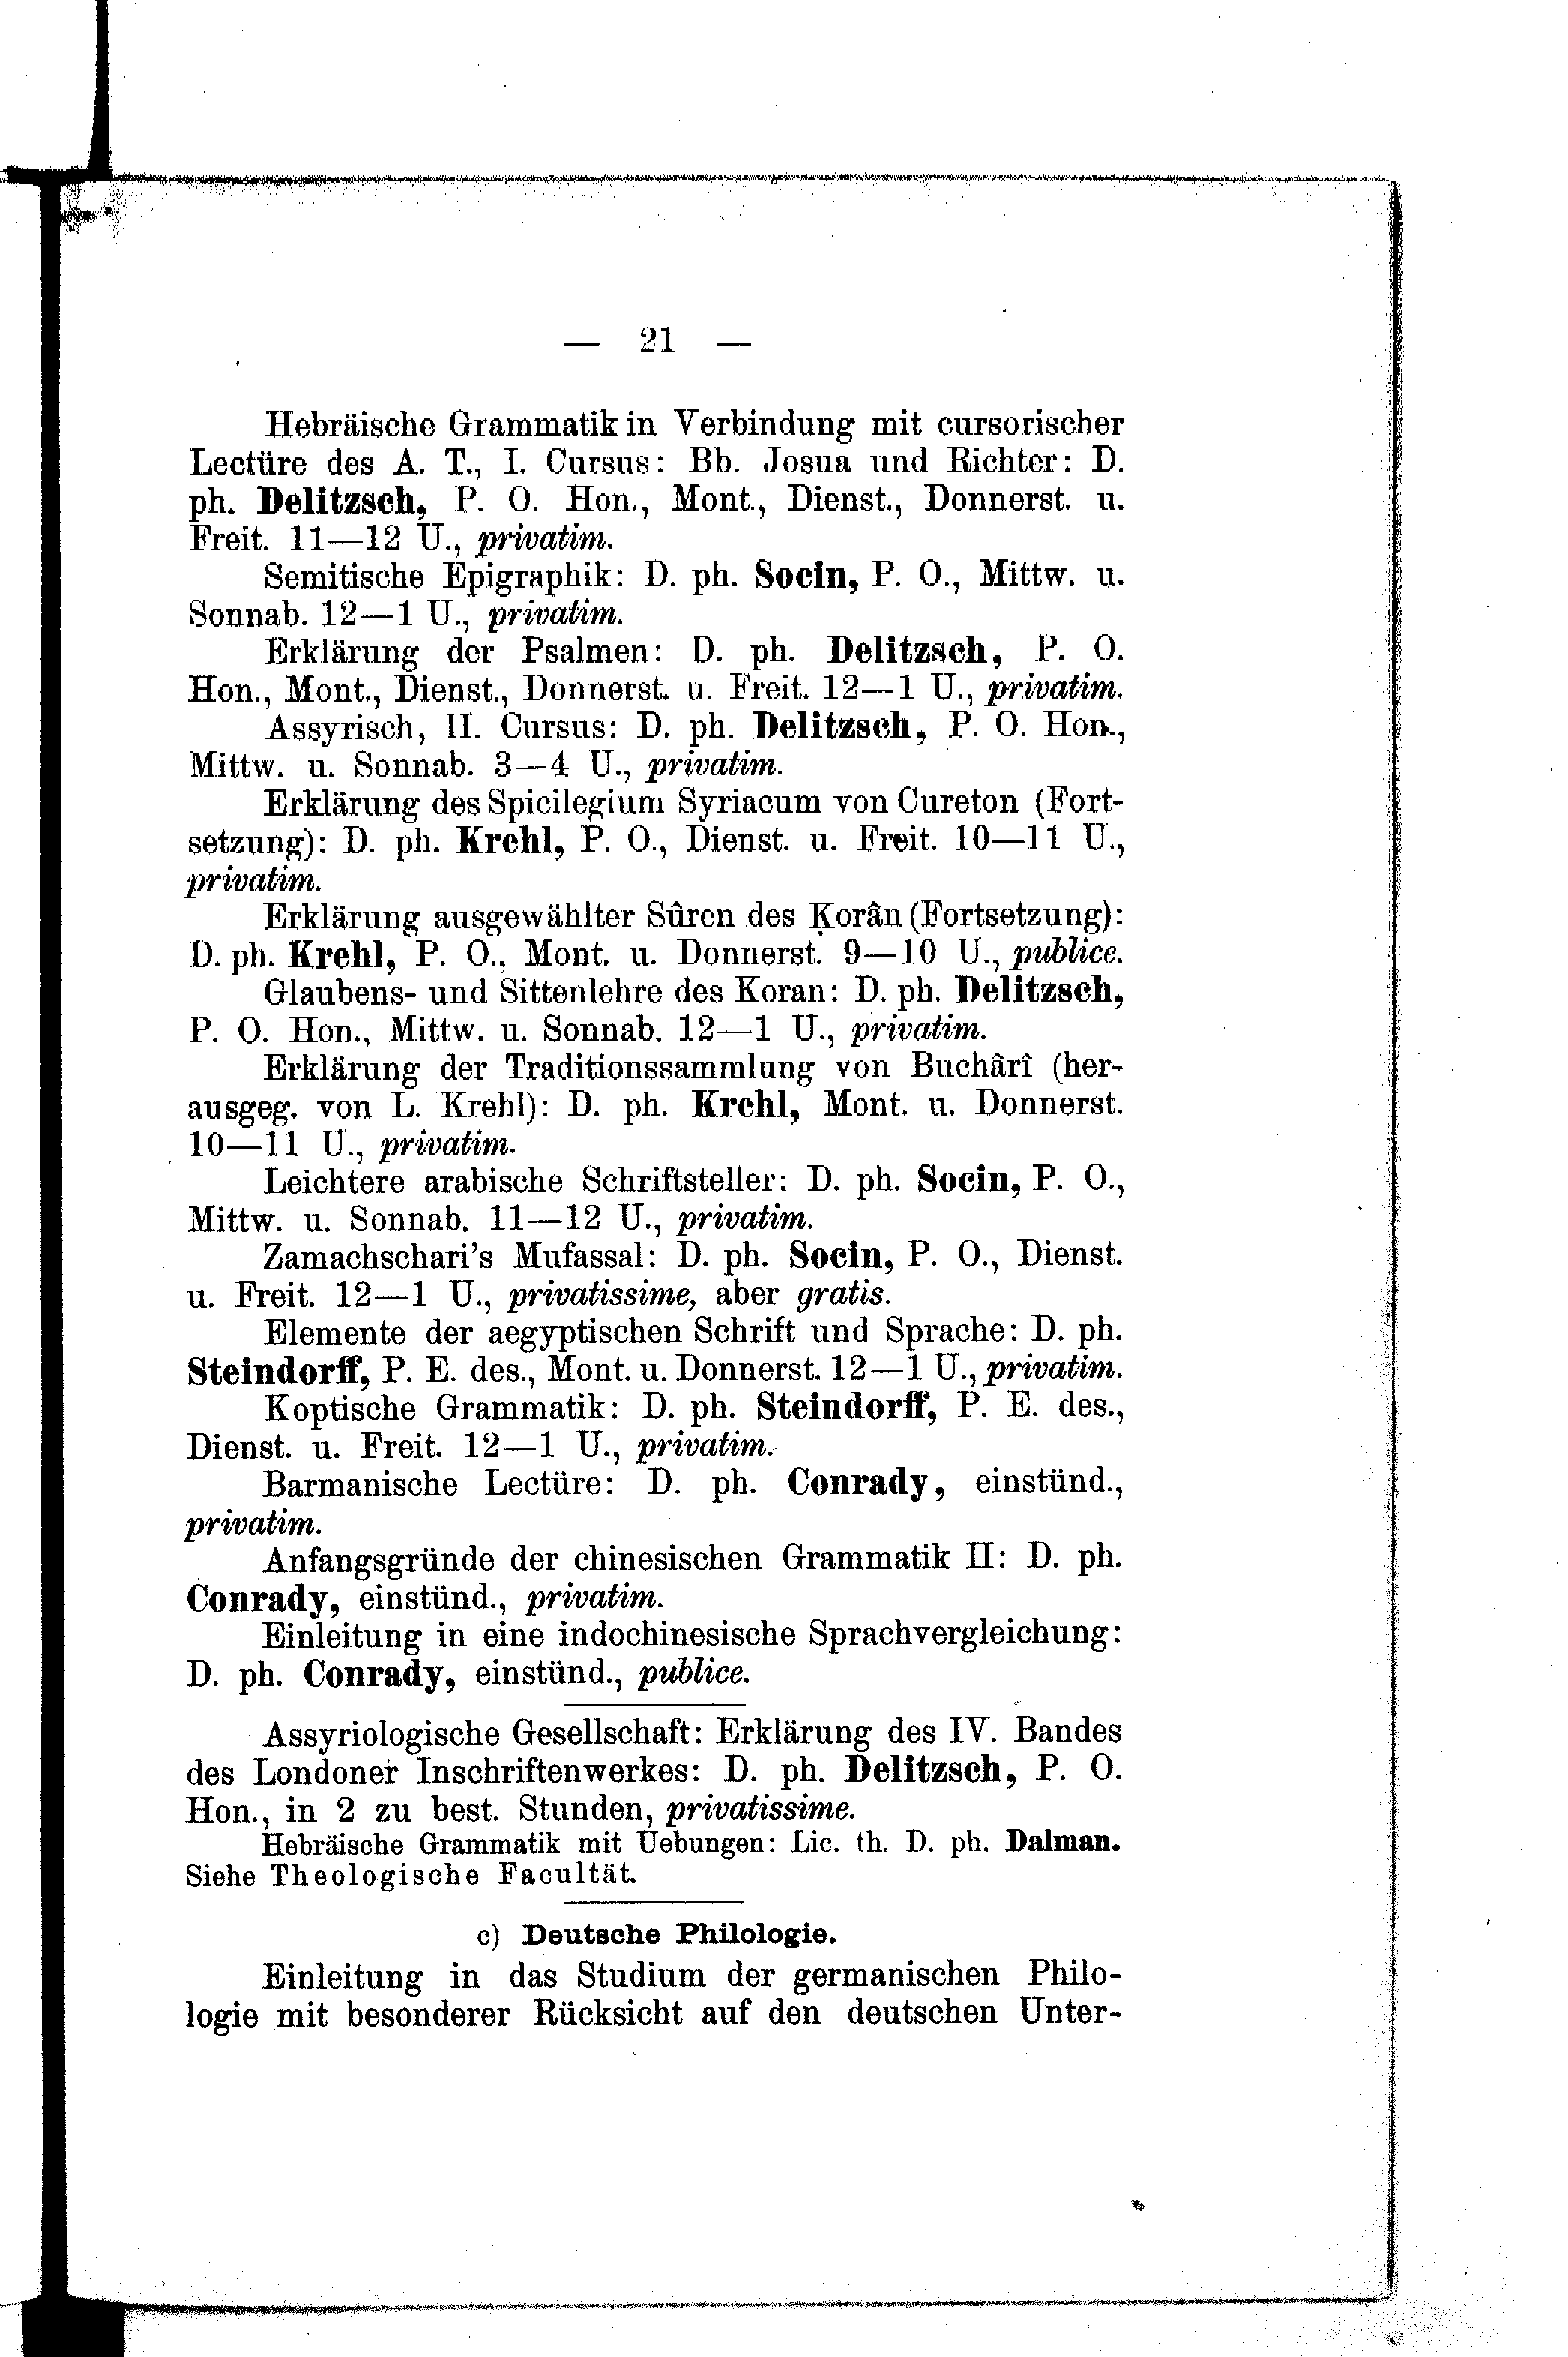 — 21 —
Hebräische Grammatik in Verbindung mit cursorischer
Lectüre des A. T., I. Cursus: Bb. Josua und Richter: D.
ph. Delitzsch, P. O. Hon., Mont., Dienst., Donnerst. u.
Freit. 11—12 U., privatim.
Semitische Epigraphik: D. ph. Socin, P. O., Mittw. u.
Sonnab. 12—1 U., privatim.
Erklärung der Psalmen: D. ph. Delitzsch, P. O.
Hon., Mont., Dienst., Donnerst. u. Freit. 12—1 U., privatim.
Assyrisch, II. Cursus: D. ph. Delitzsch, P. O. Hon.,
Mittw. u. Sonnab. 3—4 U., privatim.
Erklärung des Spicilegium Syriacum von Cureton (Fort-
setzung): D. ph. Krehl, P. O., Dienst. u. Freit. 10—11 U.,
privatim.
Erklärung ausgewählter Sûren des Ḳorân (Fortsetzung):
D. ph. Krehl, P. O., Mont. u. Donnerst. 9—10 U., publice.
Glaubens- und Sittenlehre des Koran: D. ph. Delitzsch,
P. O. Hon., Mittw. u. Sonnab. 12—1 U., privatim.
Erklärung der Traditionssammlung von Buchârî (her-
ausgeg. von L. Krehl): D. ph. Krehl, Mont. u. Donnerst.
10—11 U., privatim.
Leichtere arabische Schriftsteller: D. ph. Socin, P. O.,
Mittw. u. Sonnab. 11—12 U., privatim.
Zamachschari's Mufassal: D. ph. Socin, P. O., Dienst.
u. Freit. 12—1 U., privatissime, aber gratis.
Elemente der aegyptischen Schrift und Sprache: D. ph.
Steindorff, P. E. des., Mont. u. Donnerst. 12—1 U., privatim.
Koptische Grammatik: D. ph. Steindorff, P. E. des.,
Dienst. u. Freit. 12—1 U., privatim.
Barmanische Lectüre: D. ph. Conrady, einstünd.,
privatim.
Anfangsgründe der chinesischen Grammatik II: D. ph.
Conrady, einstünd., privatim.
Einleitung in eine indochinesische Sprachvergleichung:
D. ph. Conrady, einstünd., publice.
Assyriologische Gesellschaft: Erklärung des IV. Bandes
des Londoner Inschriftenwerkes: D. ph. Delitzsch, P. O.
Hon., in 2 zu best. Stunden, privatissime.
Hebräische Grammatik mit Uebungen: Lic. th. D. ph. Dalman.
Siehe Theologische Facultät.
c) Deutsche Philologie.
Einleitung in das Studium der germanischen Philo-
logie mit besonderer Rücksicht auf den deutschen Unter-